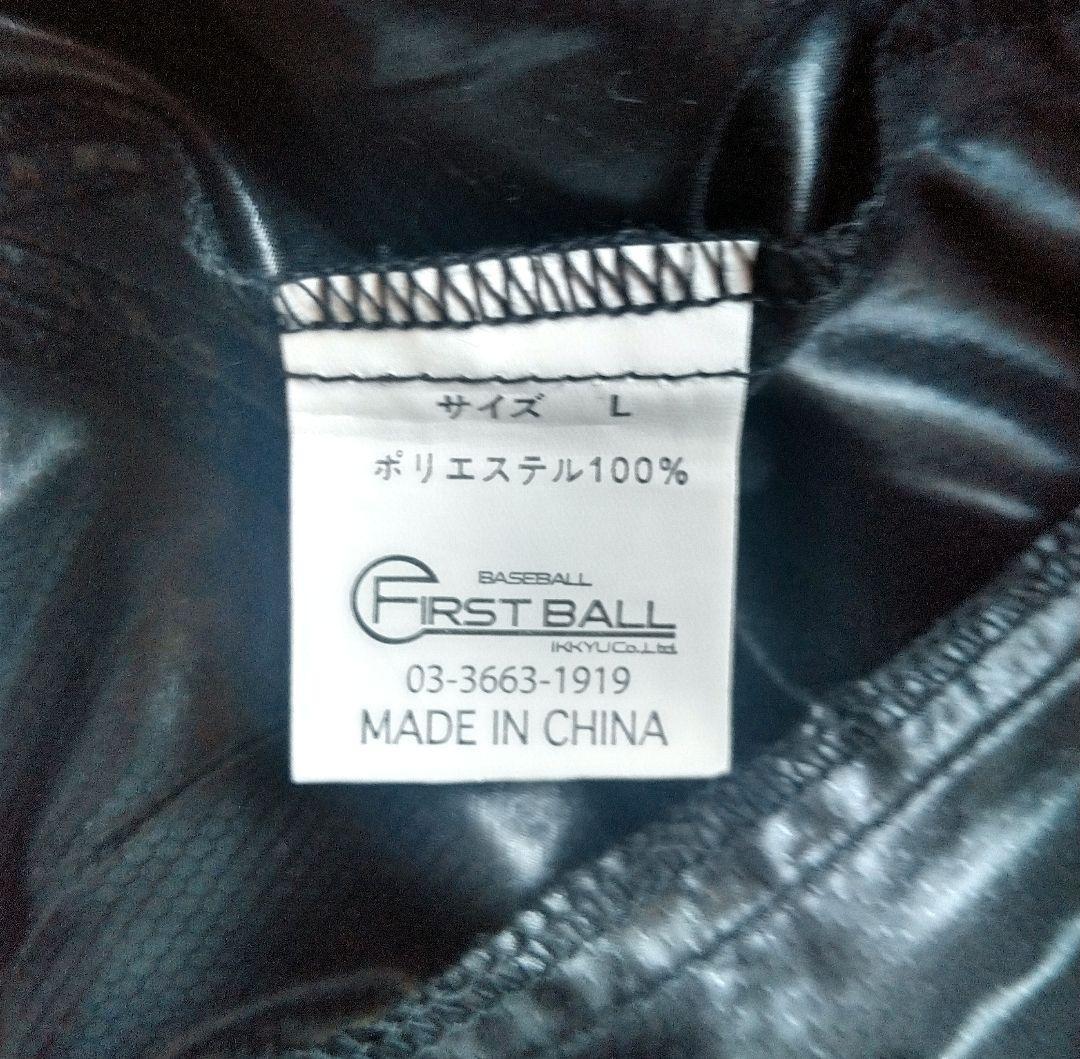 サイズ L
ポリエステル100%
BASEBALL
FIRST BALL
IKKYU Co.,Ltd.
03-3663-1919
MADE IN CHINA